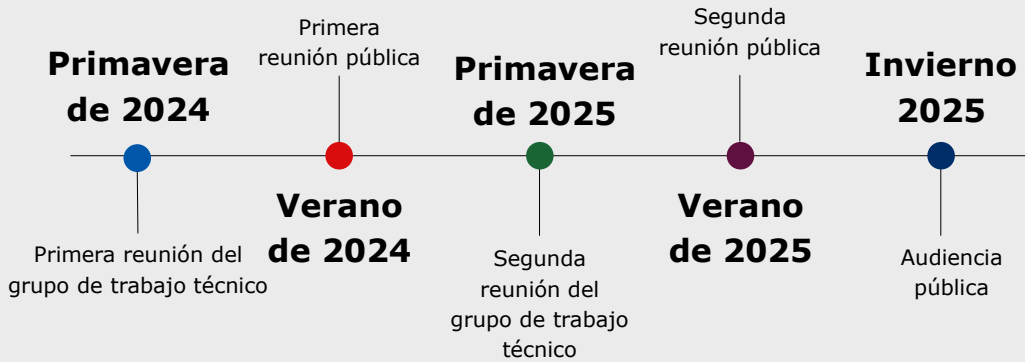 Primavera
de 2024
Primera reunión del
grupo de trabajo técnico
Primera
reunión pública
Verano
de 2024
Primavera
de 2025
Segunda
reunión del
grupo de trabajo
técnico
Segunda
reunión pública
Verano
de 2025
Invierno
2025
Audiencia
pública